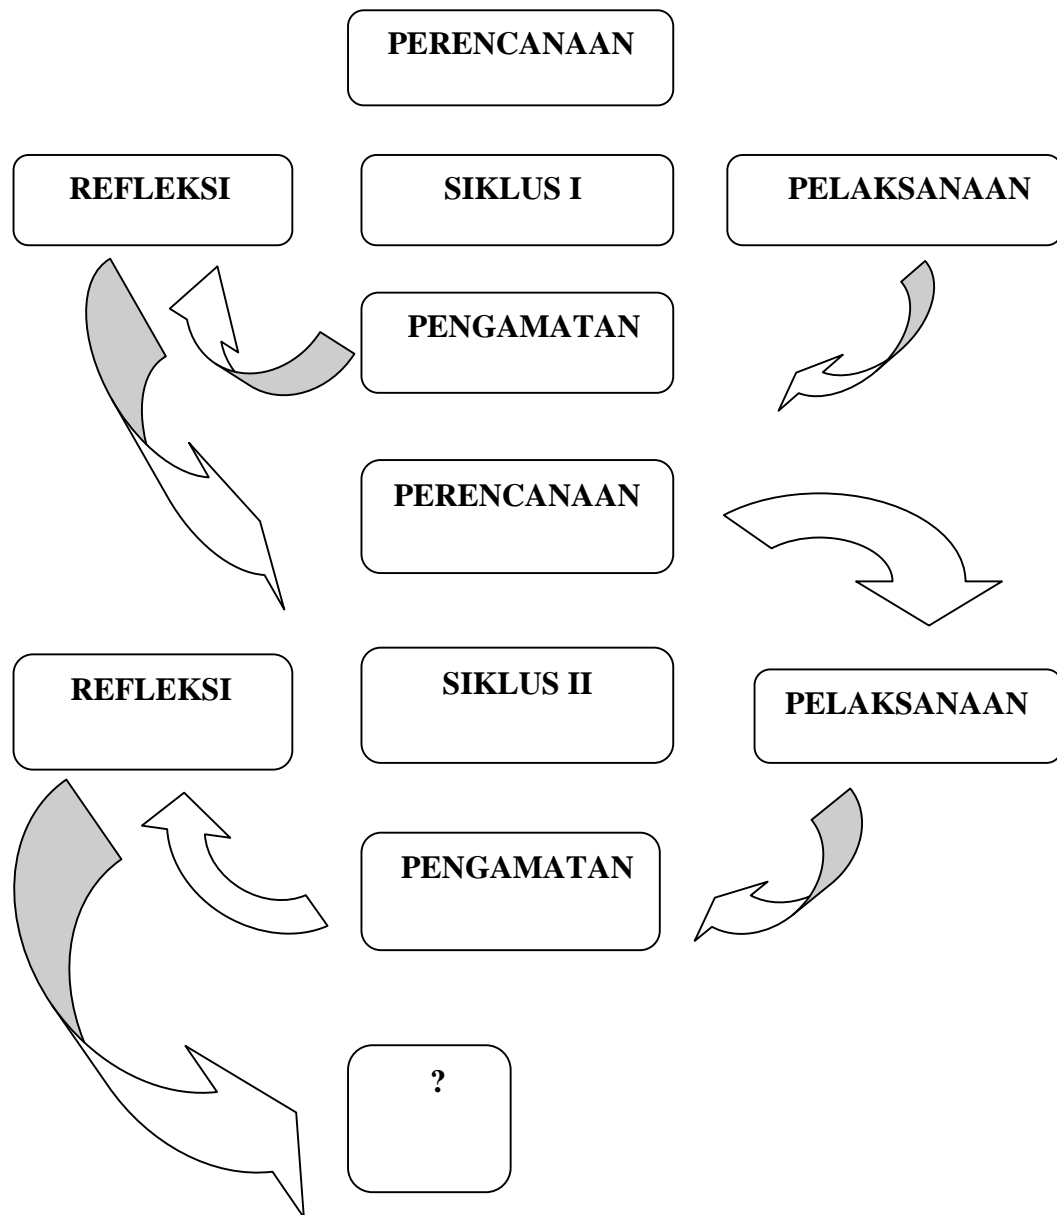 PERENCANAAN
REFLEKSI
SIKLUS I
PELAKSANAAN
PENGAMATAN
PERENCANAAN
REFLEKSI
SIKLUS II
PELAKSANAAN
PENGAMATAN
?